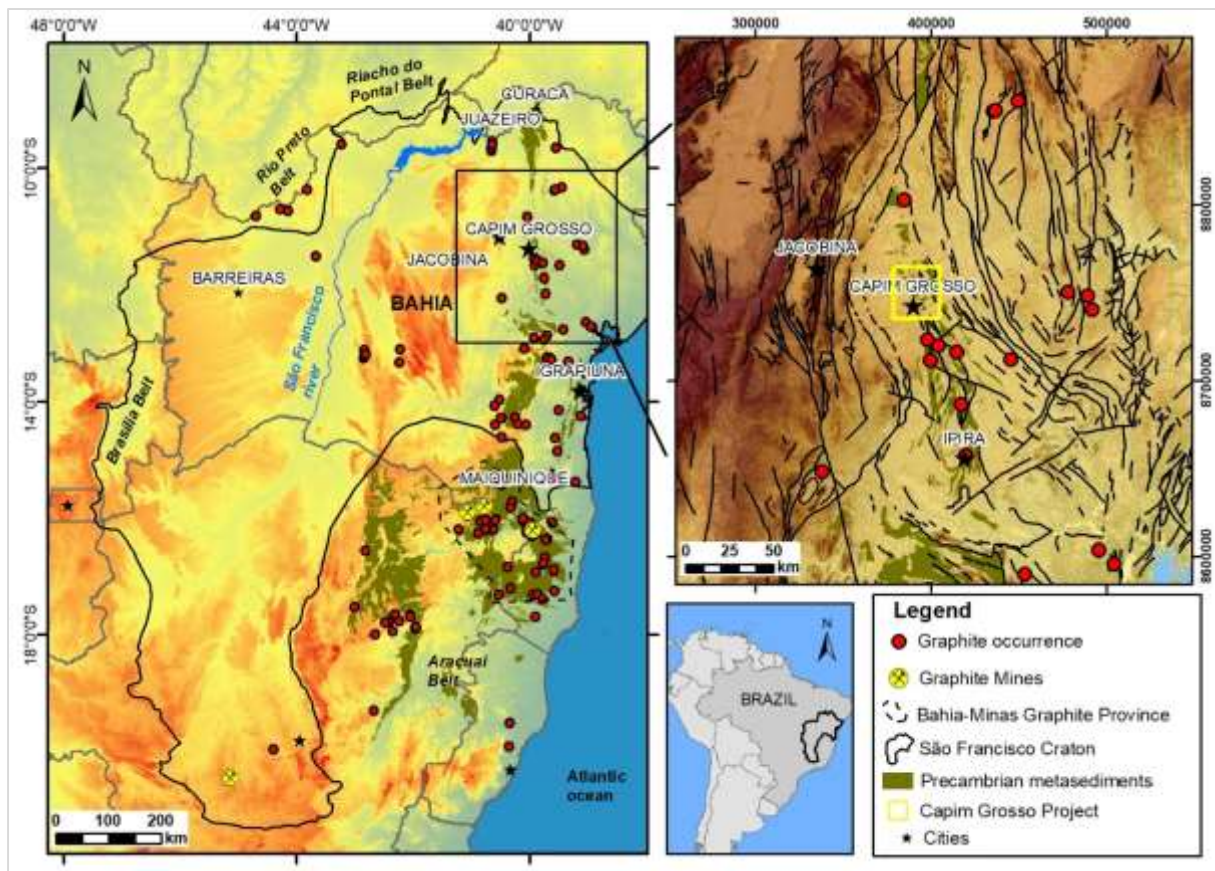 48°0'0"W
44°0'0"W
40°0'0"W
10°0'0"S
14°0'0"S
18°0'0"S
N
Riacho do
Pontal Belt
CURACA
JUAZEIRO
Rio Preto
Belt
CAPIM GROSSO
JACOBINA
BARREIRAS
BAHIA
São Francisco
river
GRAPIUNA
Brasilia Belt
MAIQUINIQUE
Araçuai
Belt
Atlantic
ocean
0 100 200
km
300000
400000
500000
8800000
8700000
8600000
N
JACOBINA
CAPIM GROSSO
IPIRA
0 25 50
km
N
BRAZIL
Legend
Graphite occurrence
Graphite Mines
Bahia-Minas Graphite Province
São Francisco Craton
Precambrian metasediments
Capim Grosso Project
Cities